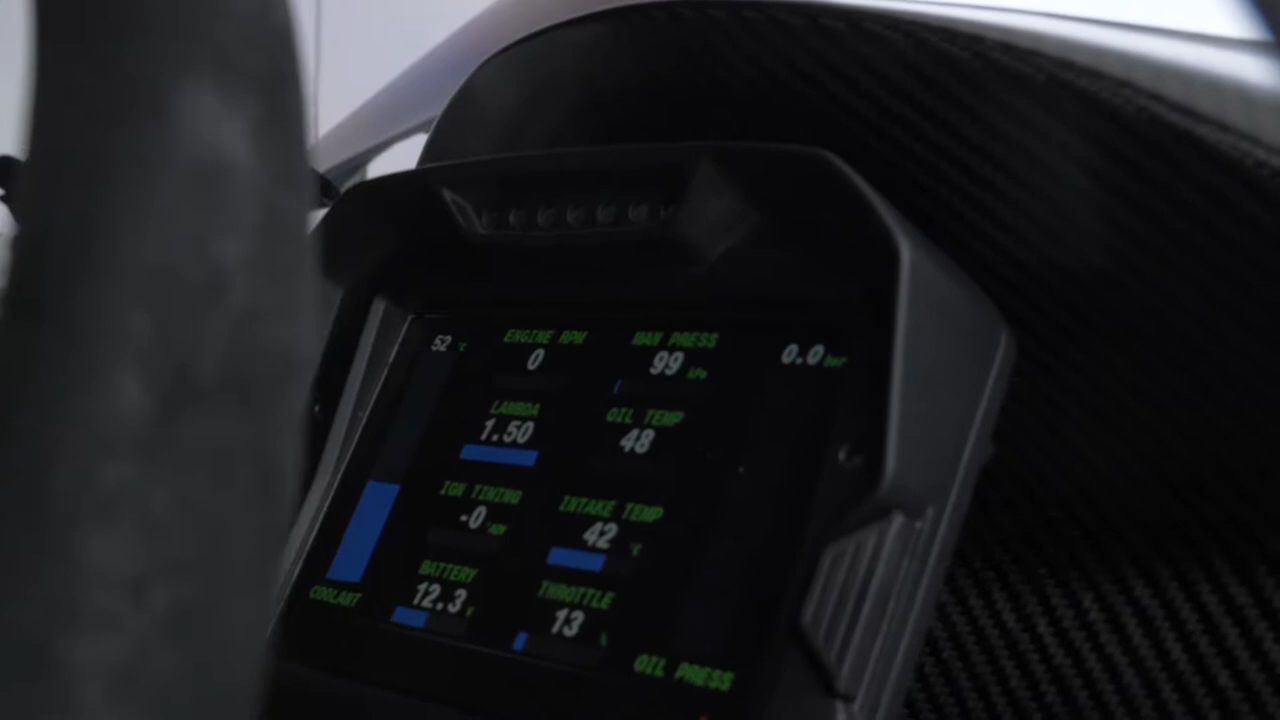 52 °C
ENGINE RPM
0
MAN PRESS
99 kPa
0.0 bar
LAMBDA
1.50
OIL TEMP
48
IGN TIMING
-0 °ADV
INTAKE TEMP
42 °C
BATTERY
12.3 V
THROTTLE
13 %
COOLANT
OIL PRESS